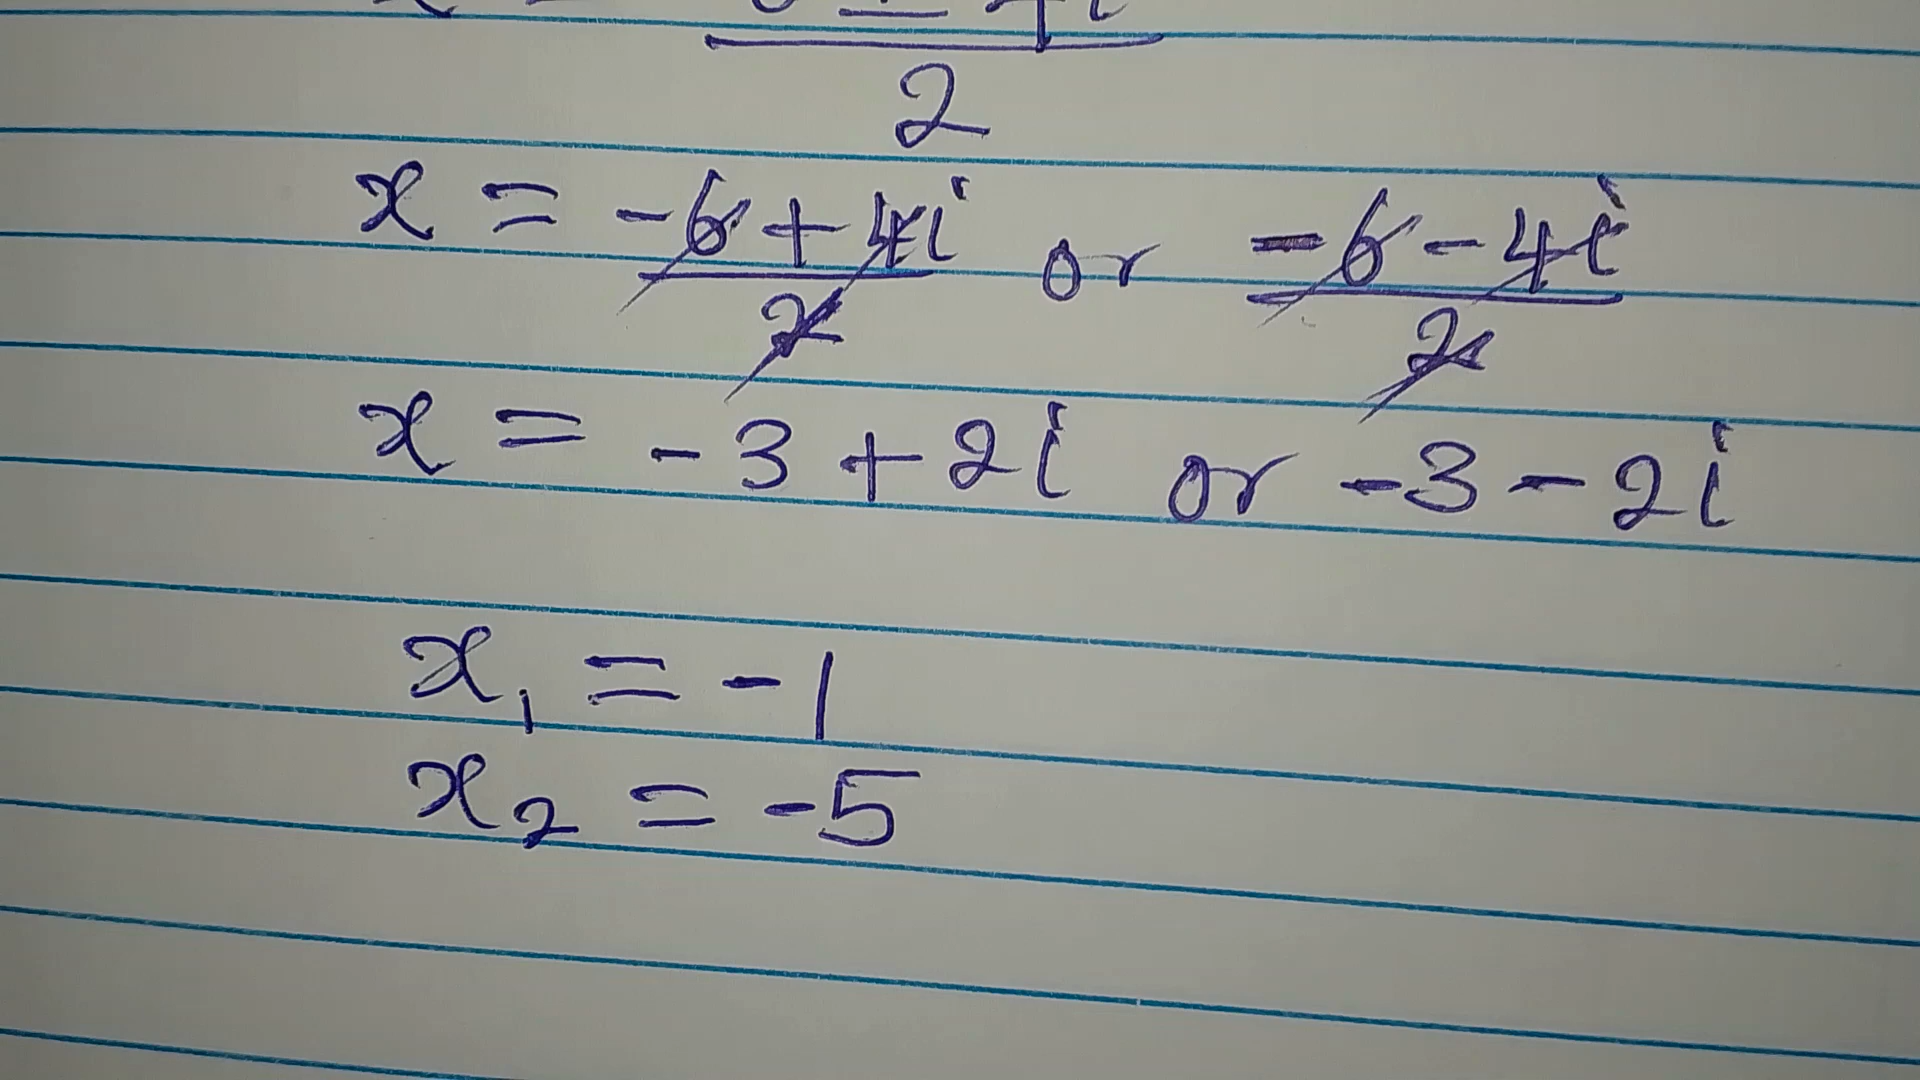 2
x = -6 + 4i / 2 or -6 - 4i / 2
x = -3 + 2i or -3 - 2i
x₁ = -1
x₂ = -5